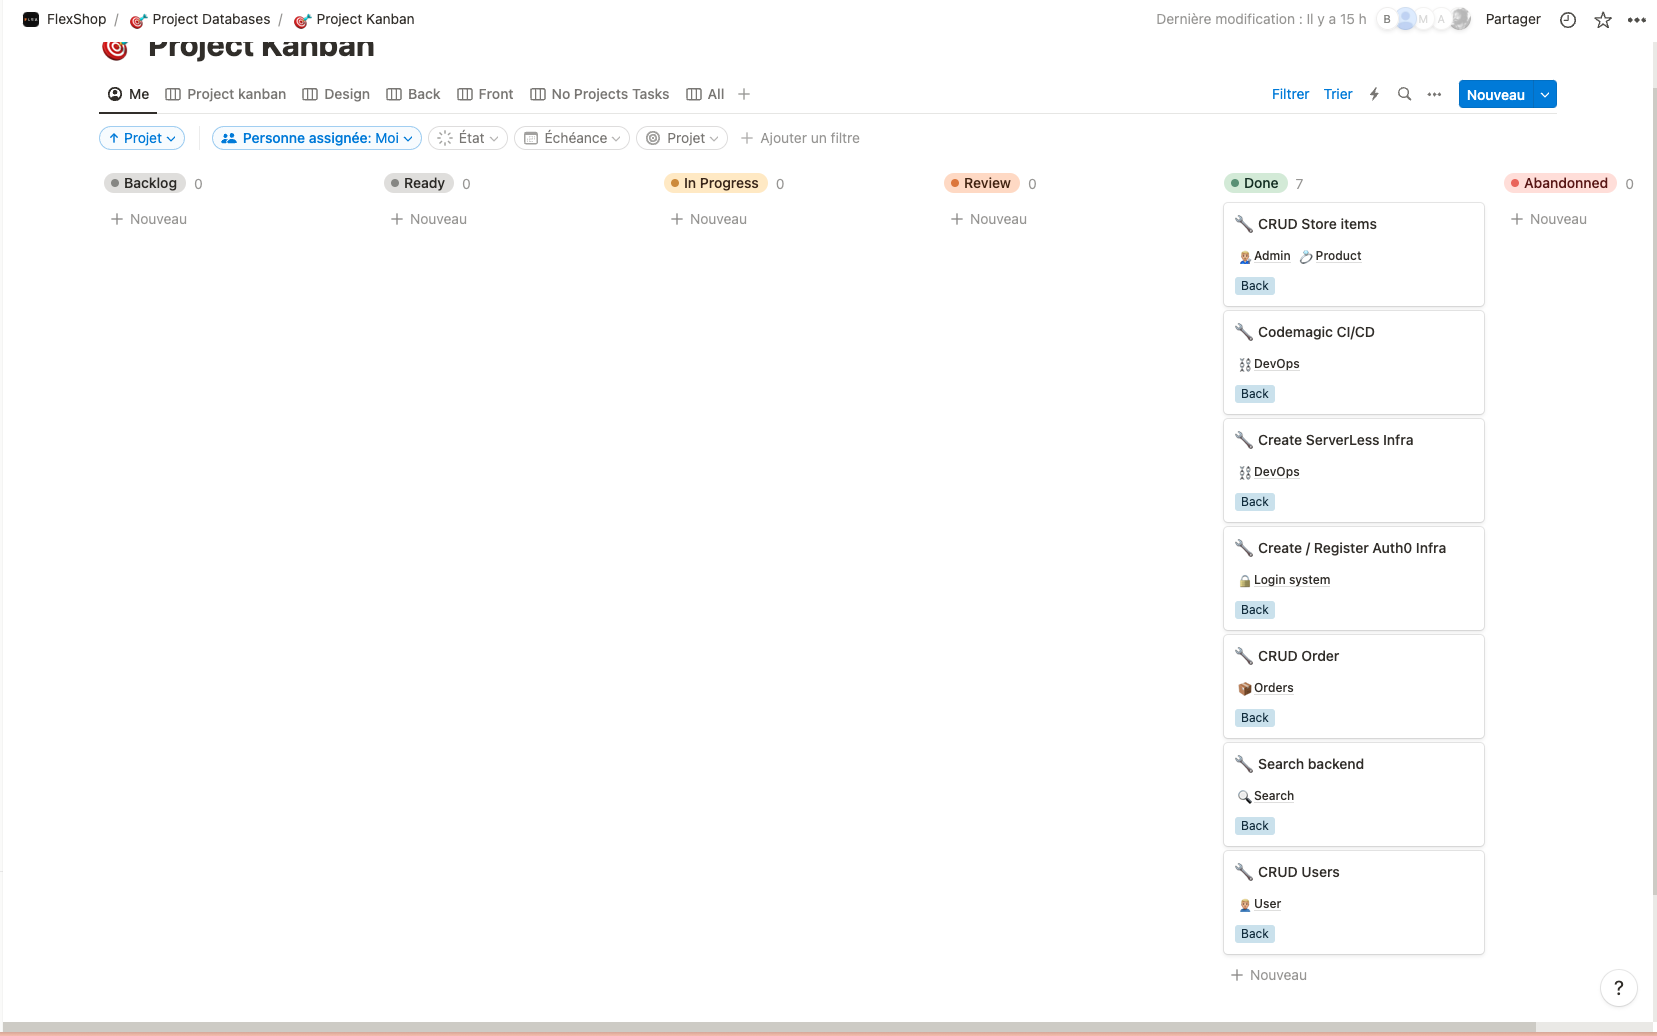 FlexShop / Project Databases / Project Kanban
Dernière modification : Il y a 15 h B M A Partager
Project Kanban
Me Project kanban Design Back Front No Projects Tasks All
Filtrer Trier Nouveau
Projet Personne assignée: Moi État Échéance Projet Ajouter un filtre
Backlog 0
Nouveau
Ready 0
Nouveau
In Progress 0
Nouveau
Review 0
Nouveau
Done 7
CRUD Store items
Admin Product
Back
Codemagic CI/CD
DevOps
Back
Create ServerLess Infra
DevOps
Back
Create / Register Auth0 Infra
Login system
Back
CRUD Order
Orders
Back
Search backend
Search
Back
CRUD Users
User
Back
Nouveau
Abandonned 0
Nouveau
?